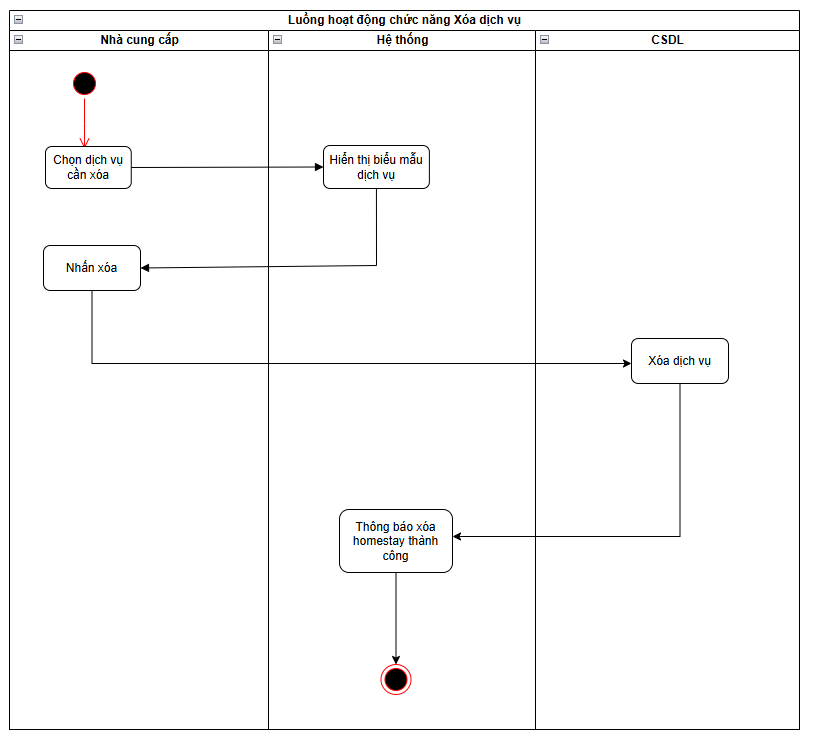 Luồng hoạt động chức năng Xóa dịch vụ
Nhà cung cấp
Hệ thống
CSDL
Chọn dịch vụ
cần xóa
Hiển thị biểu mẫu
dịch vụ
Nhấn xóa
Xóa dịch vụ
Thông báo xóa
homestay thành
công